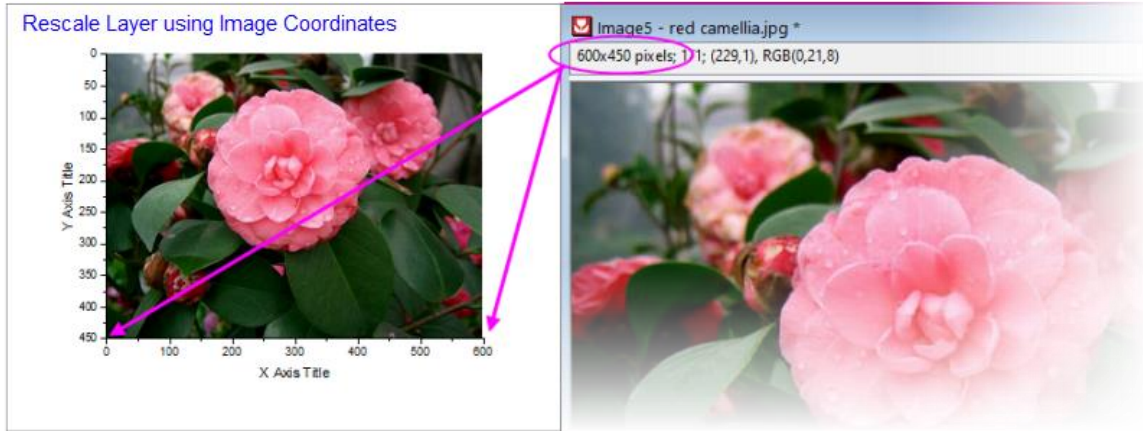 Rescale Layer using Image Coordinates
Image5 - red camellia.jpg *
600x450 pixels; 1/1; (229,1), RGB(0,21,8)
0
50
100
150
200
250
300
350
400
450
Y Axis Title
0 100 200 300 400 500 600
X Axis Title